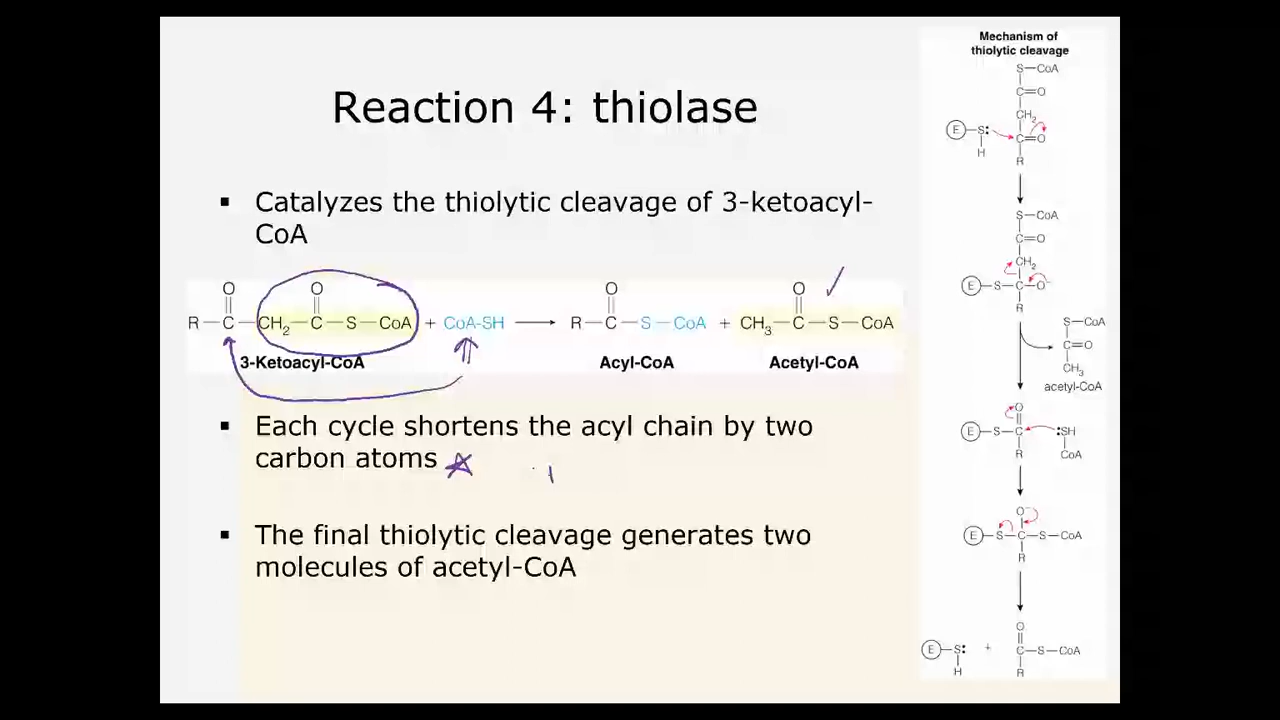 Reaction 4: thiolase
▪ Catalyzes the thiolytic cleavage of 3-ketoacyl-
CoA
O O O O
R—C—CH₂—C—S—CoA + CoA-SH ⟶ R—C—S—CoA + CH₃—C—S—CoA
3-Ketoacyl-CoA Acyl-CoA Acetyl-CoA
▪ Each cycle shortens the acyl chain by two
carbon atoms
▪ The final thiolytic cleavage generates two
molecules of acetyl-CoA
Mechanism of
thiolytic cleavage
S—CoA
C=O
CH₂
E—S: C=O
H
R
S—CoA
C=O
CH₂
E—S—C—O⁻
R
S—CoA
C=O
CH₃
acetyl-CoA
O
E—S—C :SH
R CoA
O⁻
E—S—C—S—CoA
R
O
E—S: + C—S—CoA
H R